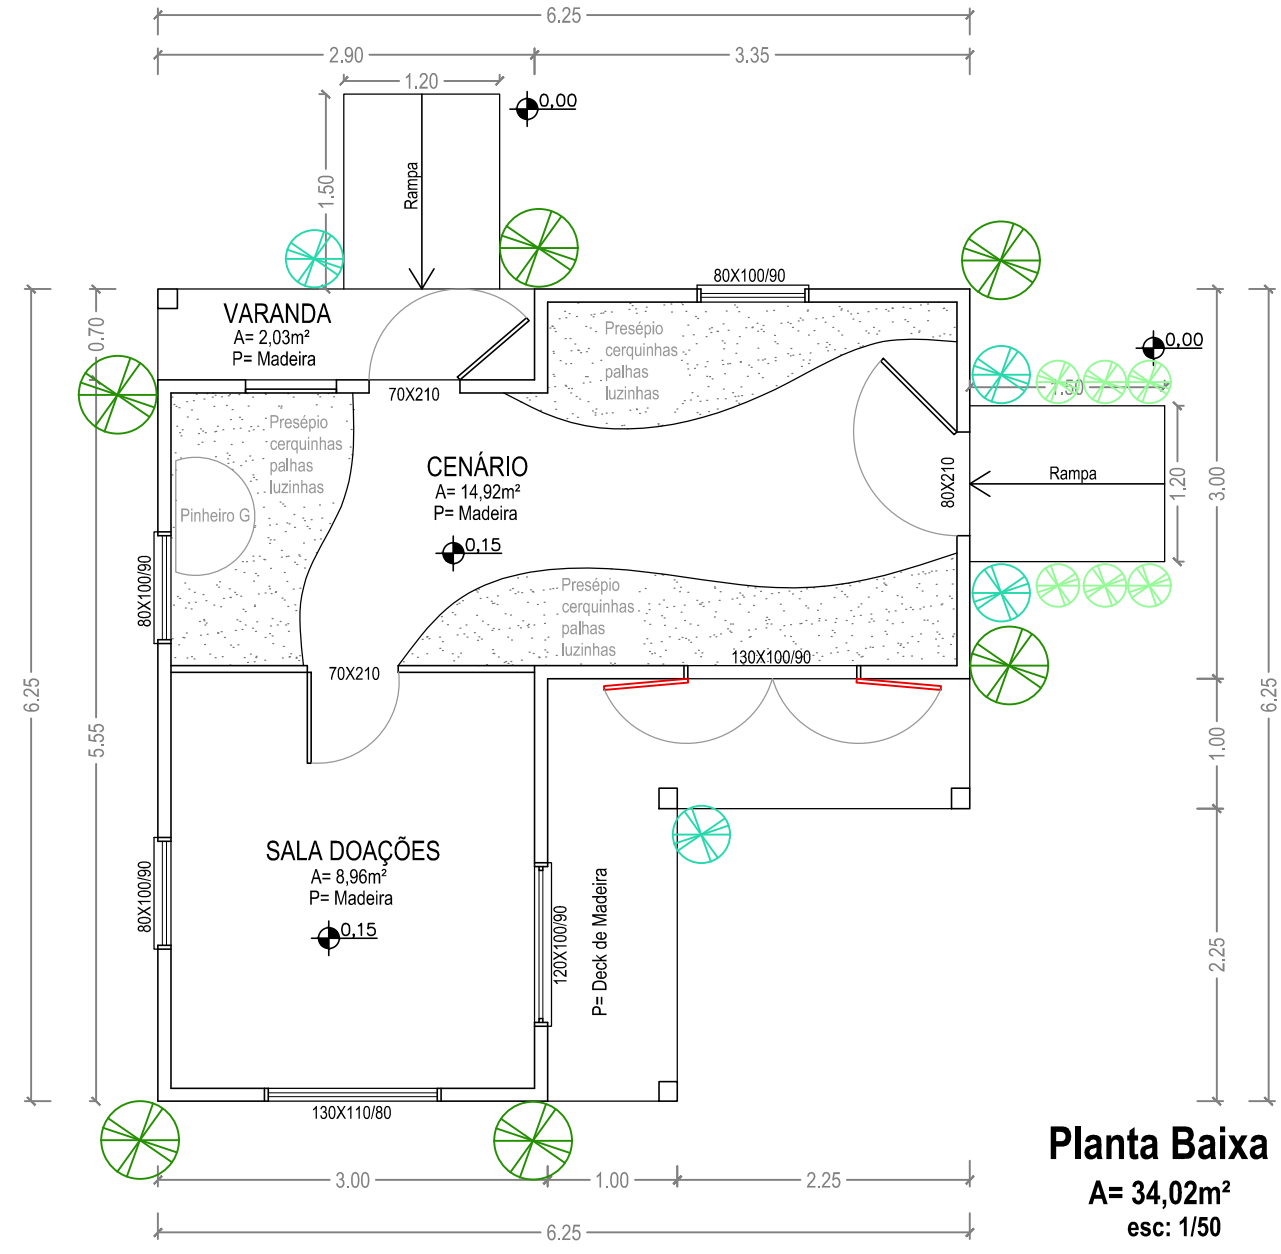 6.25
2.90
3.35
1.20
0,00
1.50
Rampa
80X100/90
VARANDA
A= 2,03m²
P= Madeira
0.70
70X210
Presépio
cerquinhas
palhas
luzinhas
0,00
1.50
Presépio
cerquinhas
palhas
luzinhas
Pinheiro G
CENÁRIO
A= 14,92m²
P= Madeira
0,15
80X210
Rampa
1.20
3.00
80X100/90
Presépio
cerquinhas
palhas
luzinhas
130X100/90
70X210
6.25
5.55
6.25
1.00
SALA DOAÇÕES
A= 8,96m²
P= Madeira
0,15
80X100/90
120X100/90
P= Deck de Madeira
2.25
130X110/80
3.00
1.00
2.25
6.25
Planta Baixa
A= 34,02m²
esc: 1/50